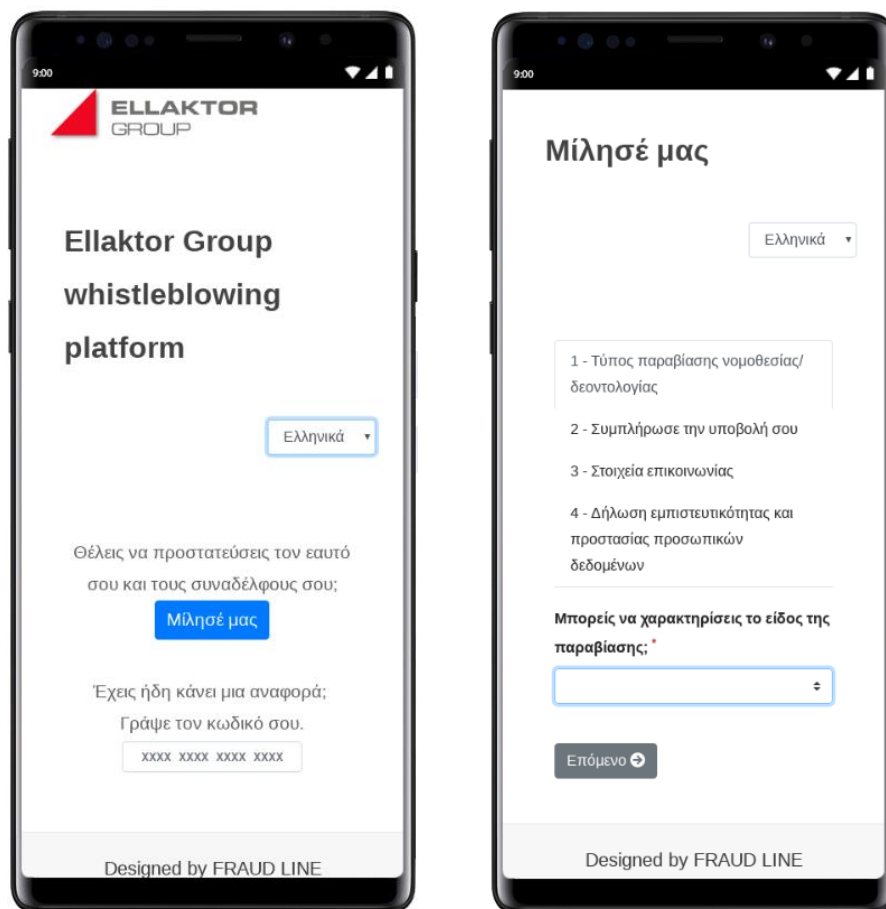 9:00
ELLAKTOR
GROUP
Ellaktor Group
whistleblowing
platform
Ελληνικά
Θέλεις να προστατεύσεις τον εαυτό
σου και τους συναδέλφους σου;
Μίλησέ μας
Έχεις ήδη κάνει μια αναφορά;
Γράψε τον κωδικό σου.
XXXX XXXX XXXX XXXX
Designed by FRAUD LINE
9:00
Μίλησέ μας
Ελληνικά
1 - Τύπος παραβίασης νομοθεσίας/
δεοντολογίας
2 - Συμπλήρωσε την υποβολή σου
3 - Στοιχεία επικοινωνίας
4 - Δήλωση εμπιστευτικότητας και
προστασίας προσωπικών
δεδομένων
Μπορείς να χαρακτηρίσεις το είδος της
παραβίασης; *
Επόμενο
Designed by FRAUD LINE